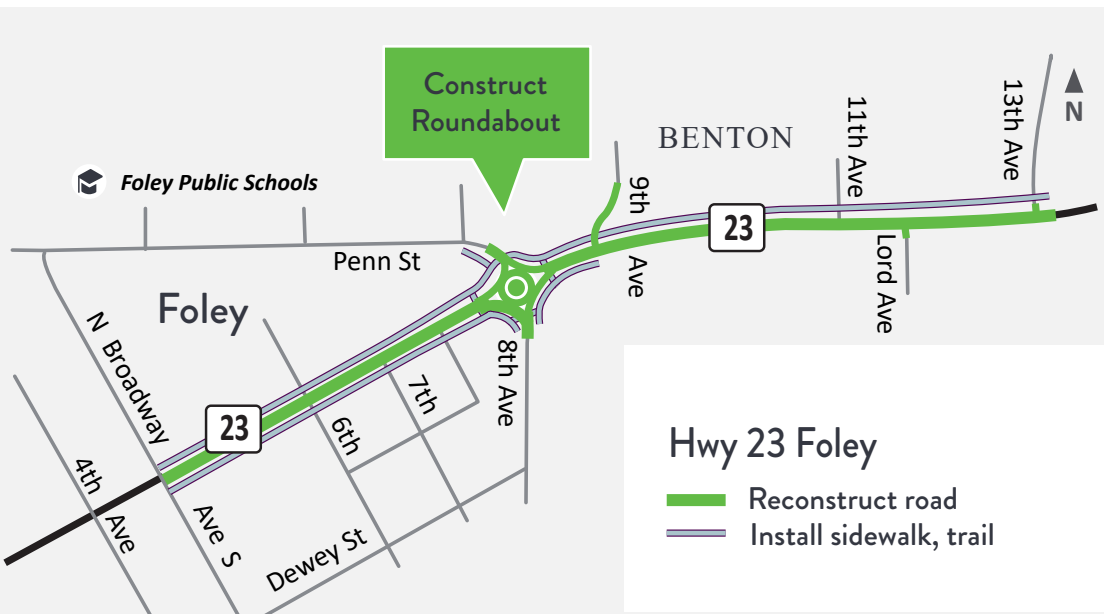 Construct
Roundabout
BENTON
11th Ave
13th Ave
N
Foley Public Schools
9th
Ave
23
Penn St
Lord Ave
Foley
N Broadway
8th Ave
7th
23
6th
4th
Ave
Ave S
Dewey St
Hwy 23 Foley
Reconstruct road
Install sidewalk, trail